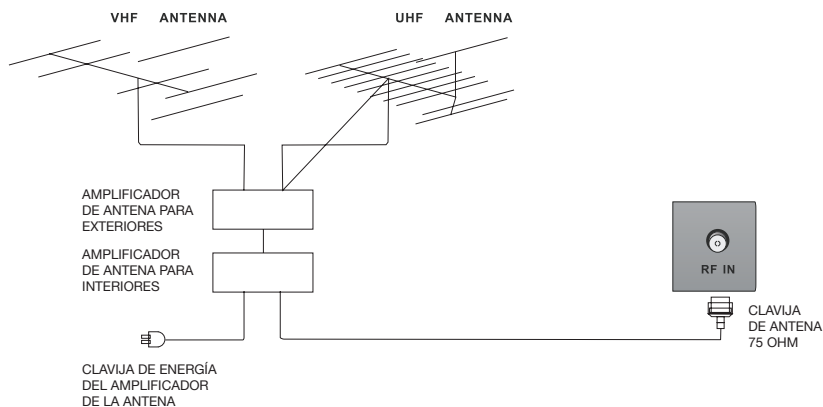 VHF ANTENNA
UHF ANTENNA
AMPLIFICADOR
DE ANTENA PARA
EXTERIORES
AMPLIFICADOR
DE ANTENA PARA
INTERIORES
RF IN
CLAVIJA
DE ANTENA
75 OHM
CLAVIJA DE ENERGÍA
DEL AMPLIFICADOR
DE LA ANTENA